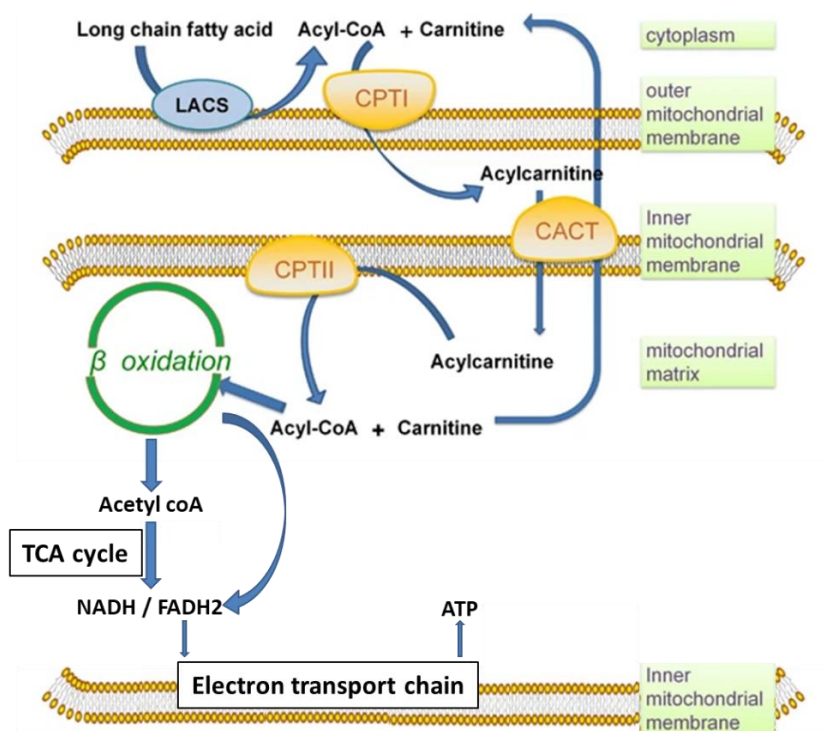 Long chain fatty acid Acyl-CoA + Carnitine
cytoplasm
LACS
CPTI
outer
mitochondrial
membrane
Acylcarnitine
CACT
Inner
mitochondrial
membrane
CPTII
β oxidation
Acylcarnitine
mitochondrial
matrix
Acyl-CoA + Carnitine
Acetyl coA
TCA cycle
NADH / FADH2
ATP
Electron transport chain
Inner
mitochondrial
membrane